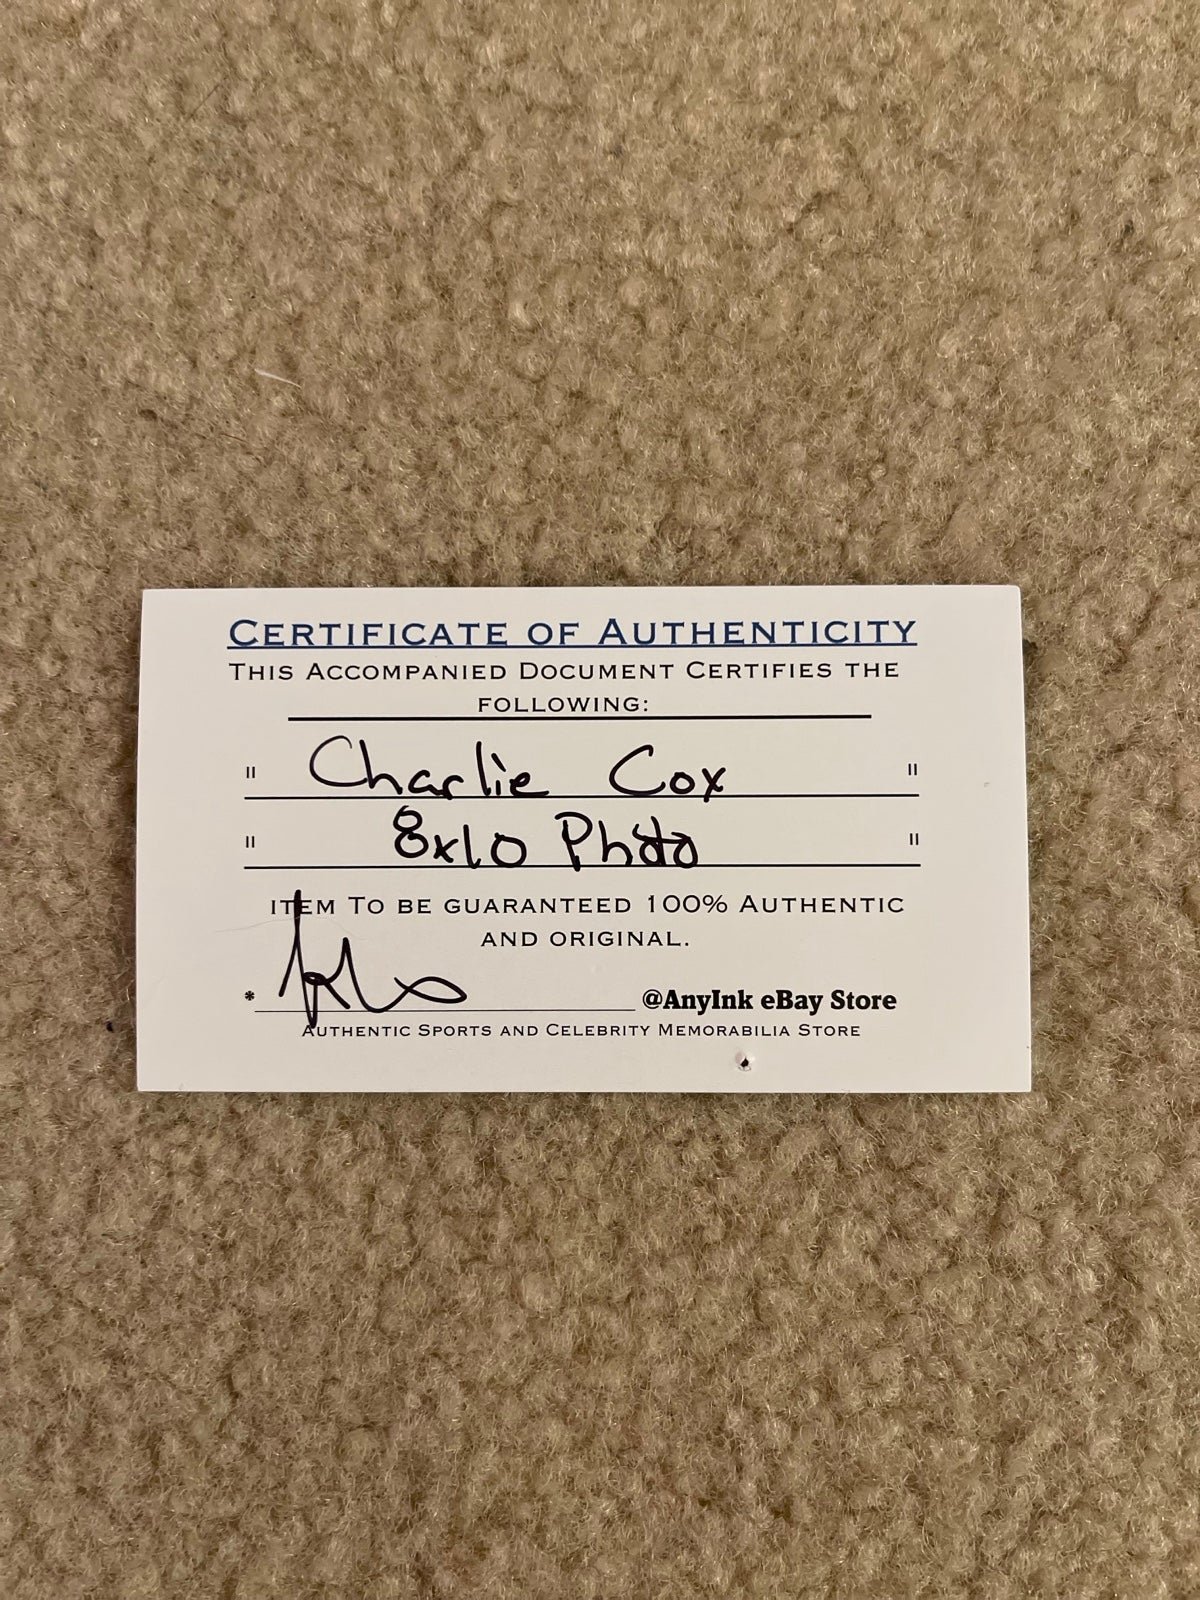 CERTIFICATE OF AUTHENTICITY
THIS ACCOMPANIED DOCUMENT CERTIFIES THE
FOLLOWING:
" Charlie Cox "
" 8x10 Photo "
ITEM TO BE GUARANTEED 100% AUTHENTIC
AND ORIGINAL.
* @AnyInk eBay Store
AUTHENTIC SPORTS AND CELEBRITY MEMORABILIA STORE